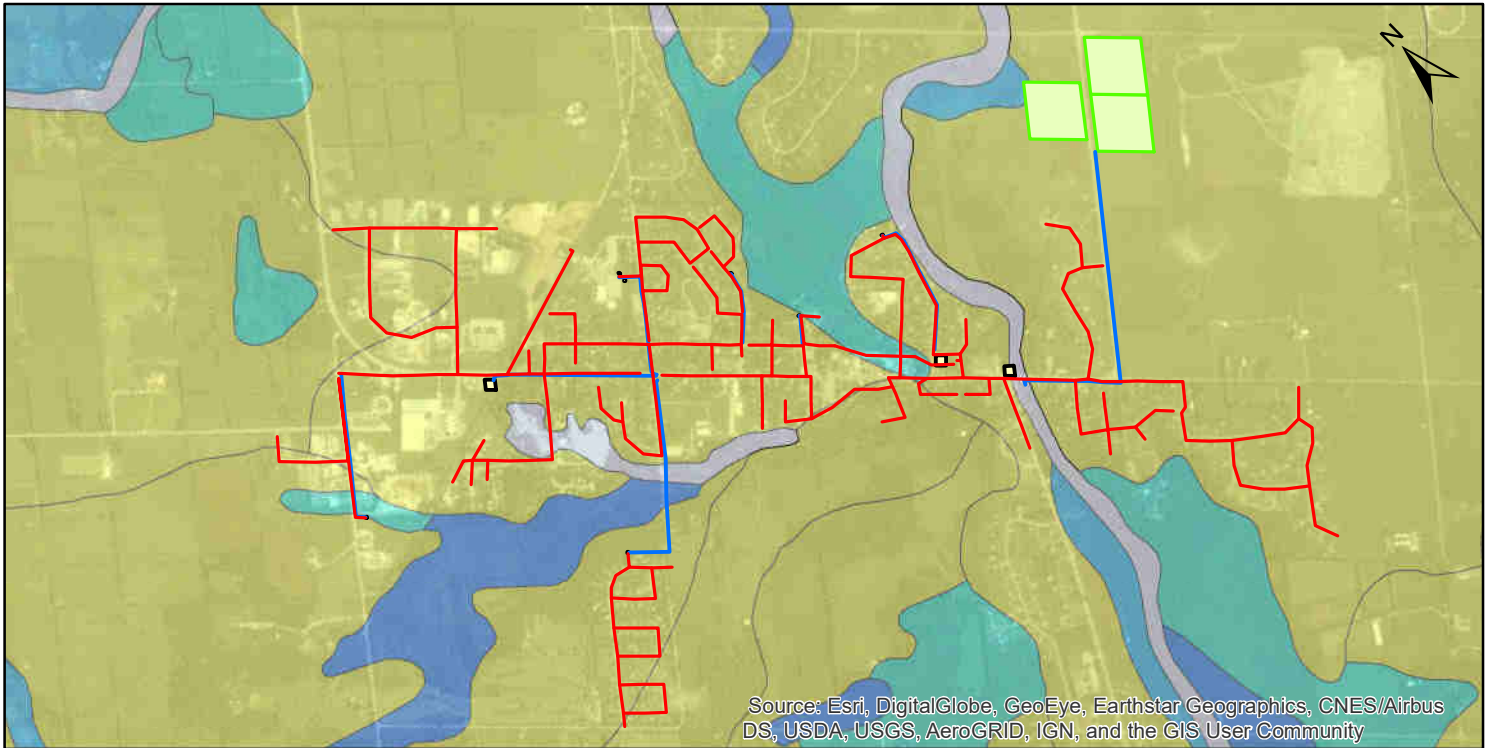 N
Source: Esri, DigitalGlobe, GeoEye, Earthstar Geographics, CNES/Airbus
DS, USDA, USGS, AeroGRID, IGN, and the GIS User Community